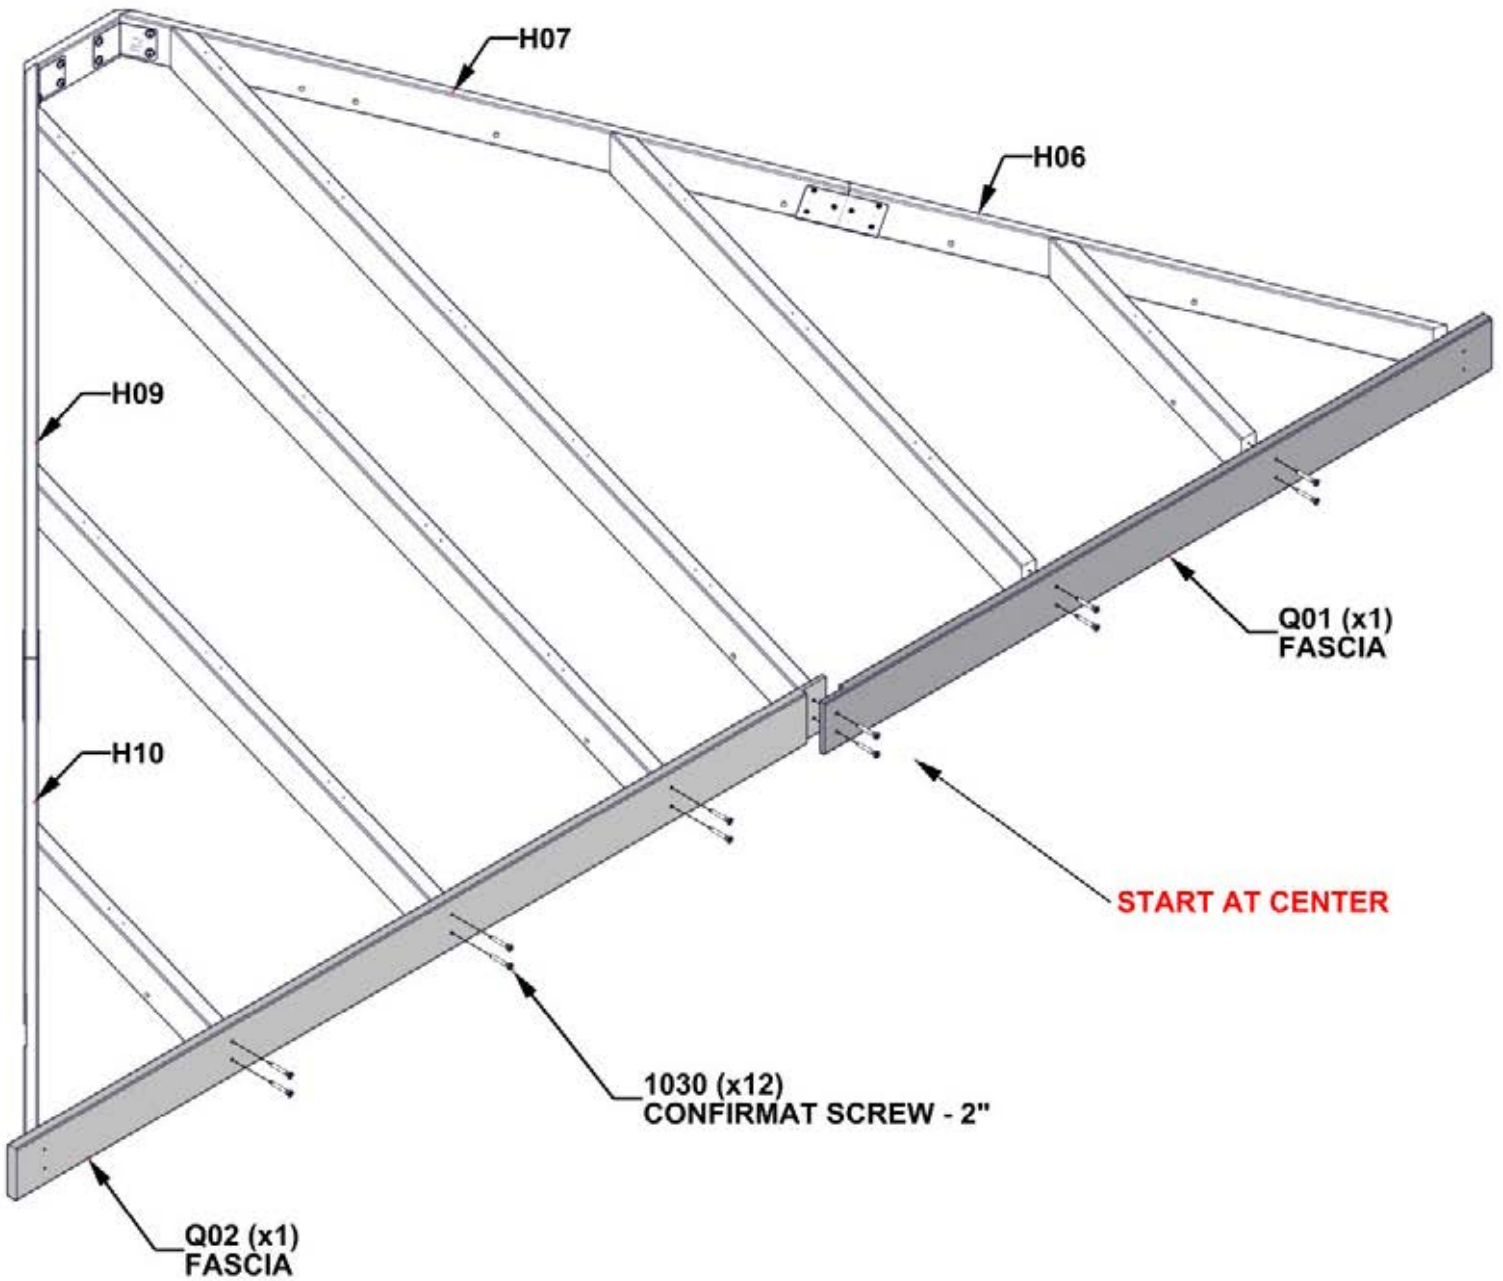 H07
H06
H09
Q01 (x1)
FASCIA
H10
START AT CENTER
1030 (x12)
CONFIRMAT SCREW - 2"
Q02 (x1)
FASCIA